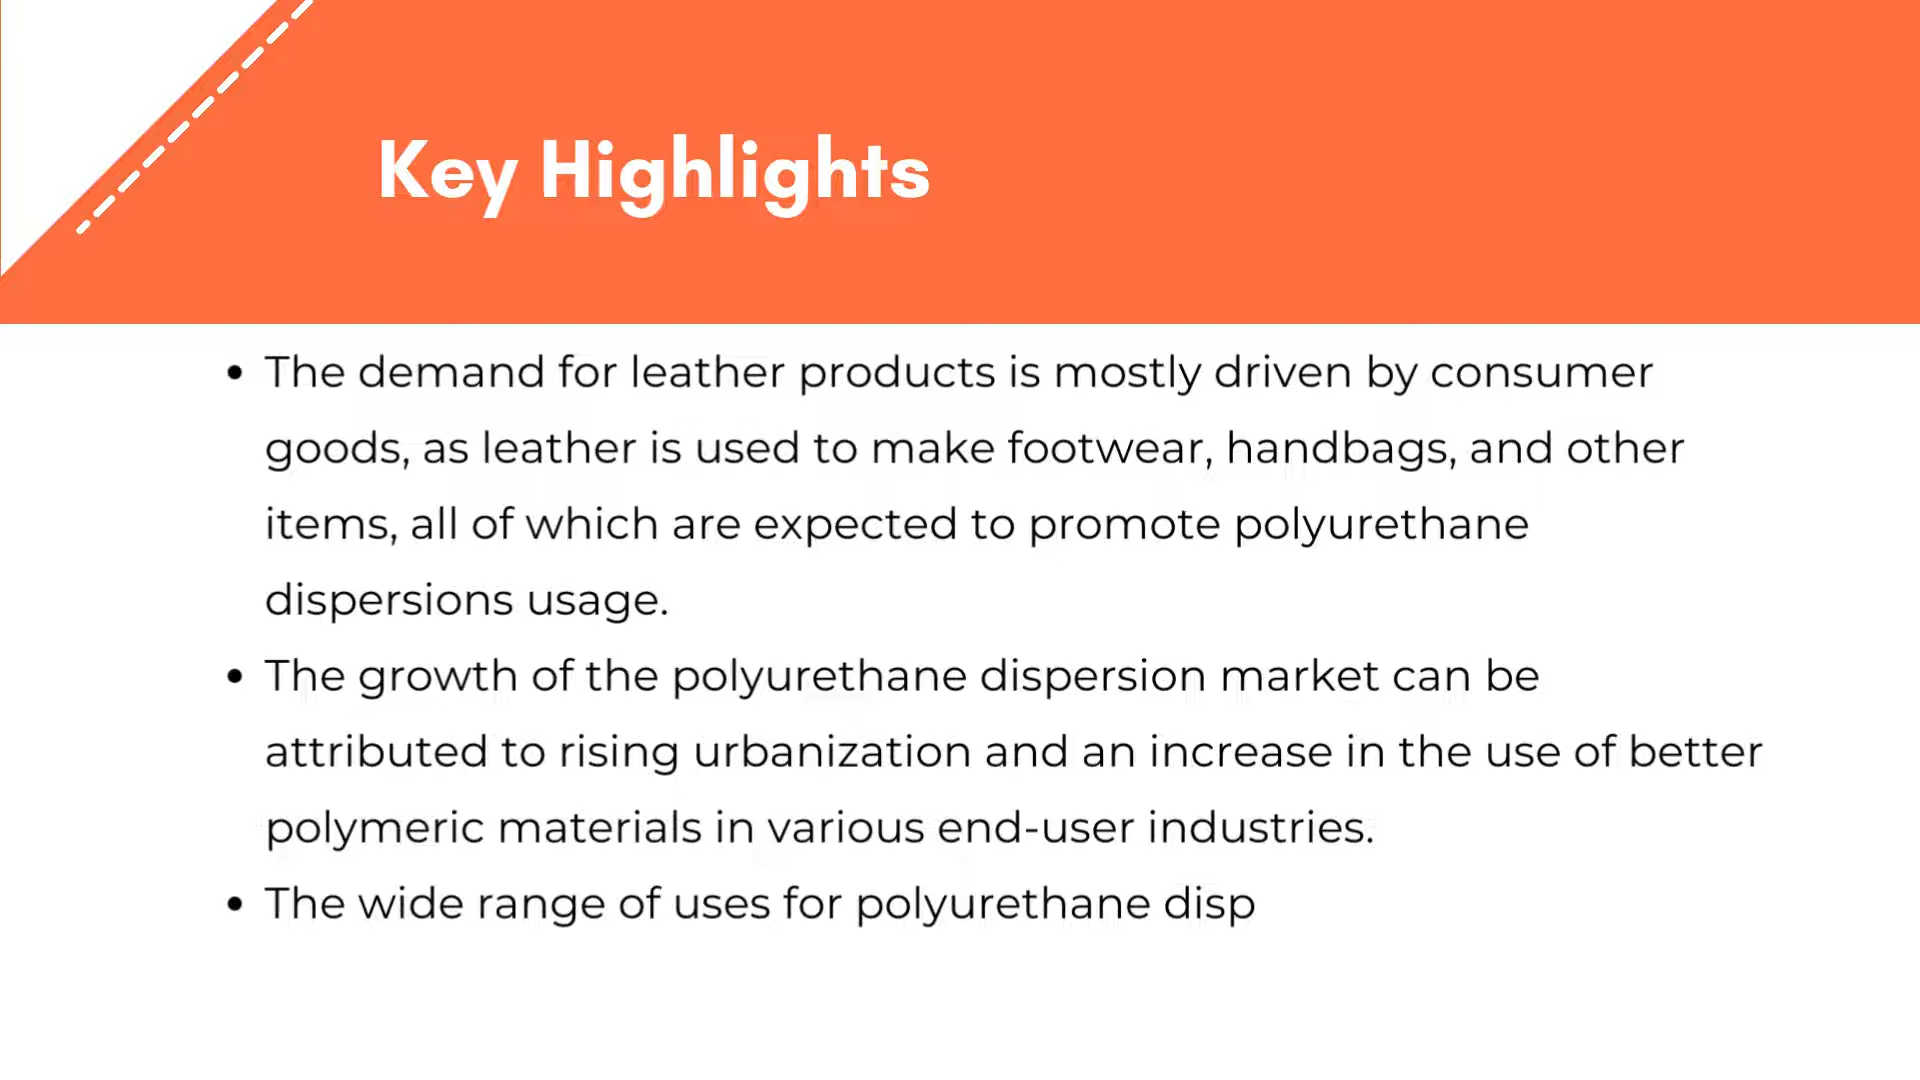 Key Highlights
• The demand for leather products is mostly driven by consumer
goods, as leather is used to make footwear, handbags, and other
items, all of which are expected to promote polyurethane
dispersions usage.
• The growth of the polyurethane dispersion market can be
attributed to rising urbanization and an increase in the use of better
polymeric materials in various end-user industries.
• The wide range of uses for polyurethane disp